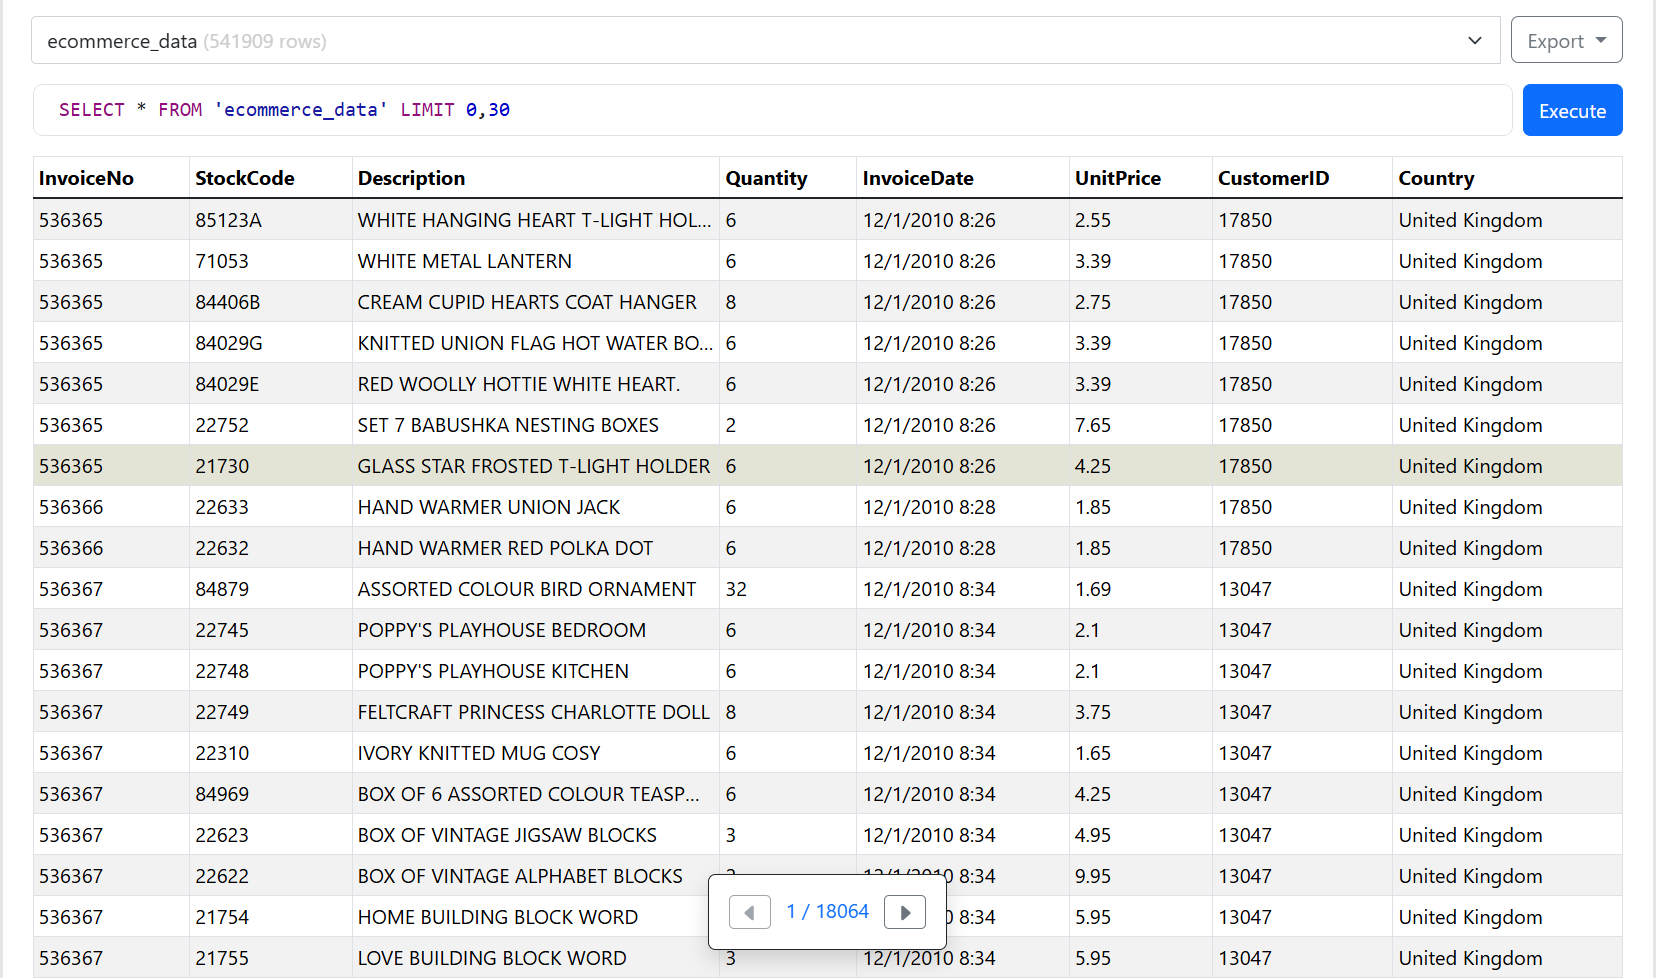 ecommerce_data (541909 rows)
Export
SELECT * FROM 'ecommerce_data' LIMIT 0,30
Execute
InvoiceNo StockCode Description Quantity InvoiceDate UnitPrice CustomerID Country
536365 85123A WHITE HANGING HEART T-LIGHT HOL... 6 12/1/2010 8:26 2.55 17850 United Kingdom
536365 71053 WHITE METAL LANTERN 6 12/1/2010 8:26 3.39 17850 United Kingdom
536365 84406B CREAM CUPID HEARTS COAT HANGER 8 12/1/2010 8:26 2.75 17850 United Kingdom
536365 84029G KNITTED UNION FLAG HOT WATER BO... 6 12/1/2010 8:26 3.39 17850 United Kingdom
536365 84029E RED WOOLLY HOTTIE WHITE HEART. 6 12/1/2010 8:26 3.39 17850 United Kingdom
536365 22752 SET 7 BABUSHKA NESTING BOXES 2 12/1/2010 8:26 7.65 17850 United Kingdom
536365 21730 GLASS STAR FROSTED T-LIGHT HOLDER 6 12/1/2010 8:26 4.25 17850 United Kingdom
536366 22633 HAND WARMER UNION JACK 6 12/1/2010 8:28 1.85 17850 United Kingdom
536366 22632 HAND WARMER RED POLKA DOT 6 12/1/2010 8:28 1.85 17850 United Kingdom
536367 84879 ASSORTED COLOUR BIRD ORNAMENT 32 12/1/2010 8:34 1.69 13047 United Kingdom
536367 22745 POPPY'S PLAYHOUSE BEDROOM 6 12/1/2010 8:34 2.1 13047 United Kingdom
536367 22748 POPPY'S PLAYHOUSE KITCHEN 6 12/1/2010 8:34 2.1 13047 United Kingdom
536367 22749 FELTCRAFT PRINCESS CHARLOTTE DOLL 8 12/1/2010 8:34 3.75 13047 United Kingdom
536367 22310 IVORY KNITTED MUG COSY 6 12/1/2010 8:34 1.65 13047 United Kingdom
536367 84969 BOX OF 6 ASSORTED COLOUR TEASP... 6 12/1/2010 8:34 4.25 13047 United Kingdom
536367 22623 BOX OF VINTAGE JIGSAW BLOCKS 3 12/1/2010 8:34 4.95 13047 United Kingdom
536367 22622 BOX OF VINTAGE ALPHABET BLOCKS 8:34 9.95 13047 United Kingdom
536367 21754 HOME BUILDING BLOCK WORD 8:34 5.95 13047 United Kingdom
536367 21755 LOVE BUILDING BLOCK WORD 3 12/1/2010 8:34 5.95 13047 United Kingdom
1 / 18064